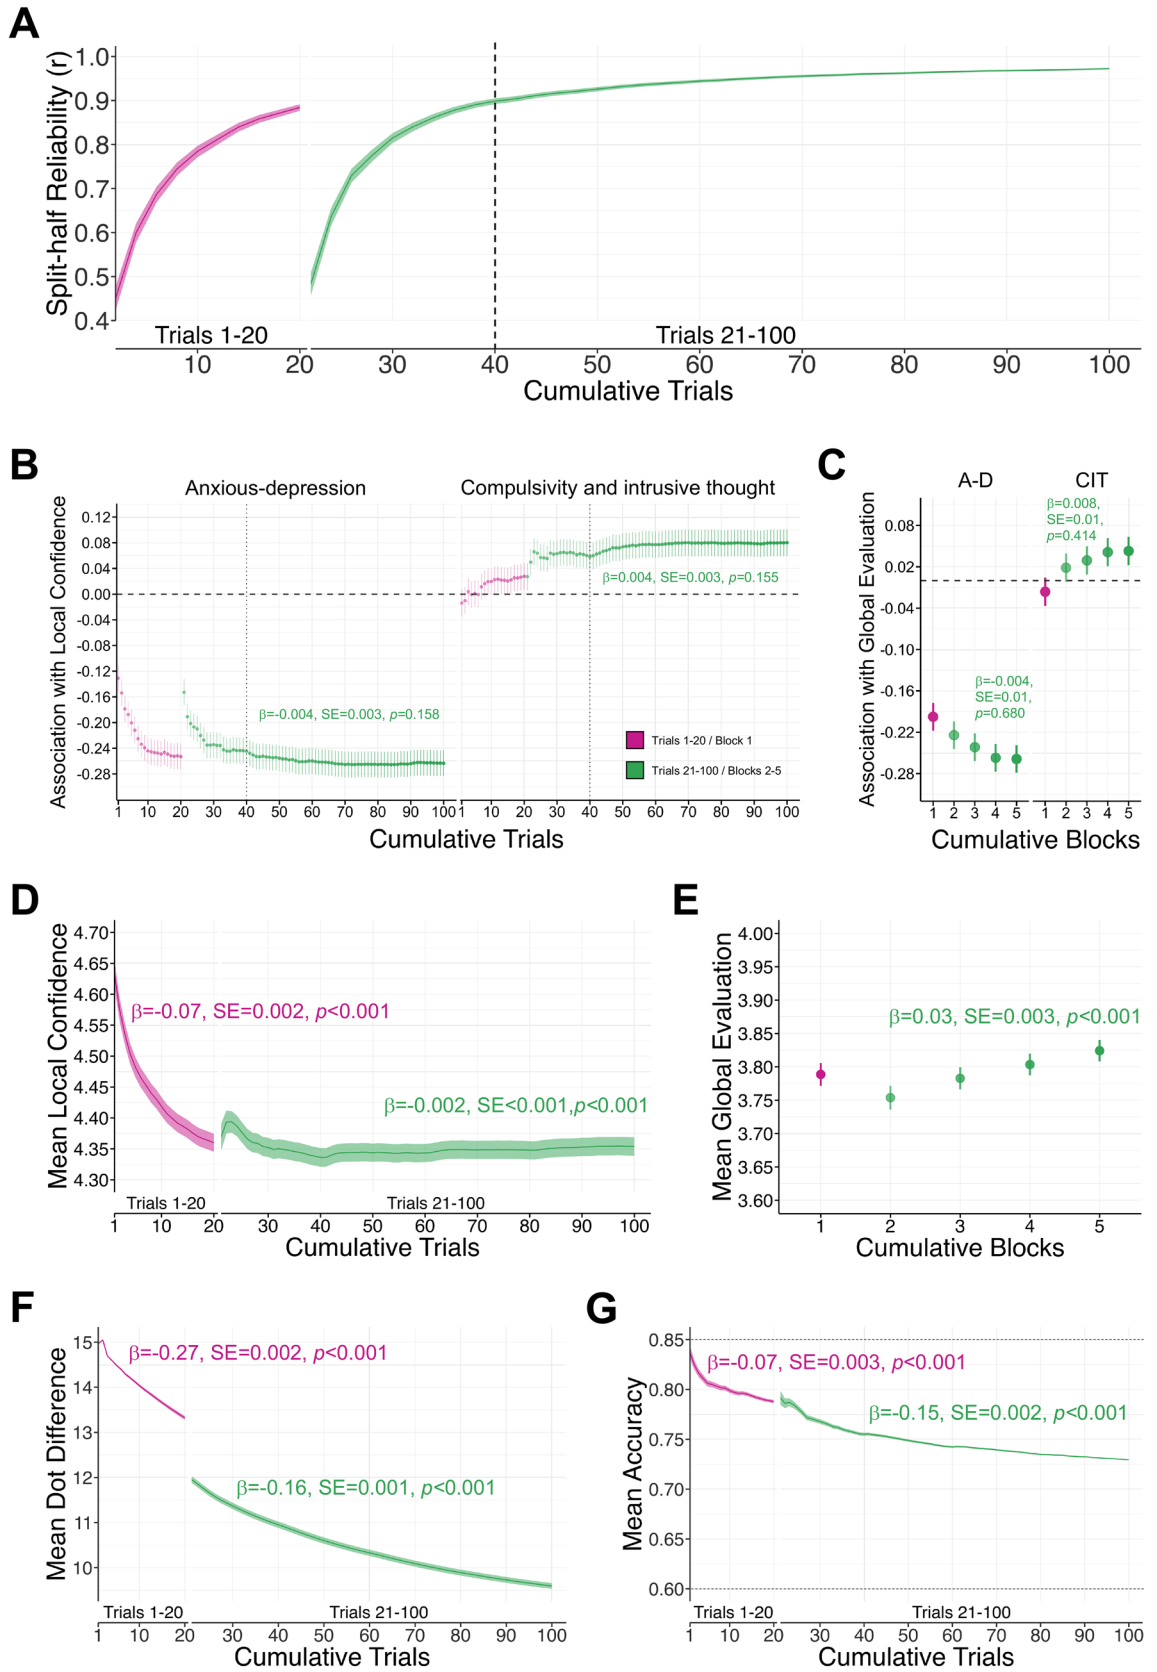 A
Split-half Reliability (r)
1.0
0.9
0.8
0.7
0.6
0.5
0.4
Trials 1-20
Trials 21-100
10 20 30 40 50 60 70 80 90 100
Cumulative Trials
B
Anxious-depression
Compulsivity and intrusive thought
Association with Local Confidence
0.12
0.08
0.04
0.00
-0.04
-0.08
-0.12
-0.16
-0.20
-0.24
-0.28
β=0.004, SE=0.003, p=0.155
β=-0.004, SE=0.003, p=0.158
Trials 1-20 / Block 1
Trials 21-100 / Blocks 2-5
1 10 20 30 40 50 60 70 80 90 100
1 10 20 30 40 50 60 70 80 90 100
Cumulative Trials
C
A-D
CIT
Association with Global Evaluation
0.08
0.02
-0.04
-0.10
-0.16
-0.22
-0.28
β=0.008,
SE=0.01,
p=0.414
β=-0.004,
SE=0.01,
p=0.680
1 2 3 4 5
1 2 3 4 5
Cumulative Blocks
D
Mean Local Confidence
4.70
4.65
4.60
4.55
4.50
4.45
4.40
4.35
4.30
β=-0.07, SE=0.002, p<0.001
β=-0.002, SE<0.001,p<0.001
Trials 1-20
Trials 21-100
1 10 20 30 40 50 60 70 80 90 100
Cumulative Trials
E
Mean Global Evaluation
4.00
3.95
3.90
3.85
3.80
3.75
3.70
3.65
3.60
β=0.03, SE=0.003, p<0.001
1 2 3 4 5
Cumulative Blocks
F
Mean Dot Difference
15
14
13
12
11
10
β=-0.27, SE=0.002, p<0.001
β=-0.16, SE=0.001, p<0.001
Trials 1-20
Trials 21-100
1 10 20 30 40 50 60 70 80 90 100
Cumulative Trials
G
Mean Accuracy
0.85
0.80
0.75
0.70
0.65
0.60
β=-0.07, SE=0.003, p<0.001
β=-0.15, SE=0.002, p<0.001
Trials 1-20
Trials 21-100
1 10 20 30 40 50 60 70 80 90 100
Cumulative Trials